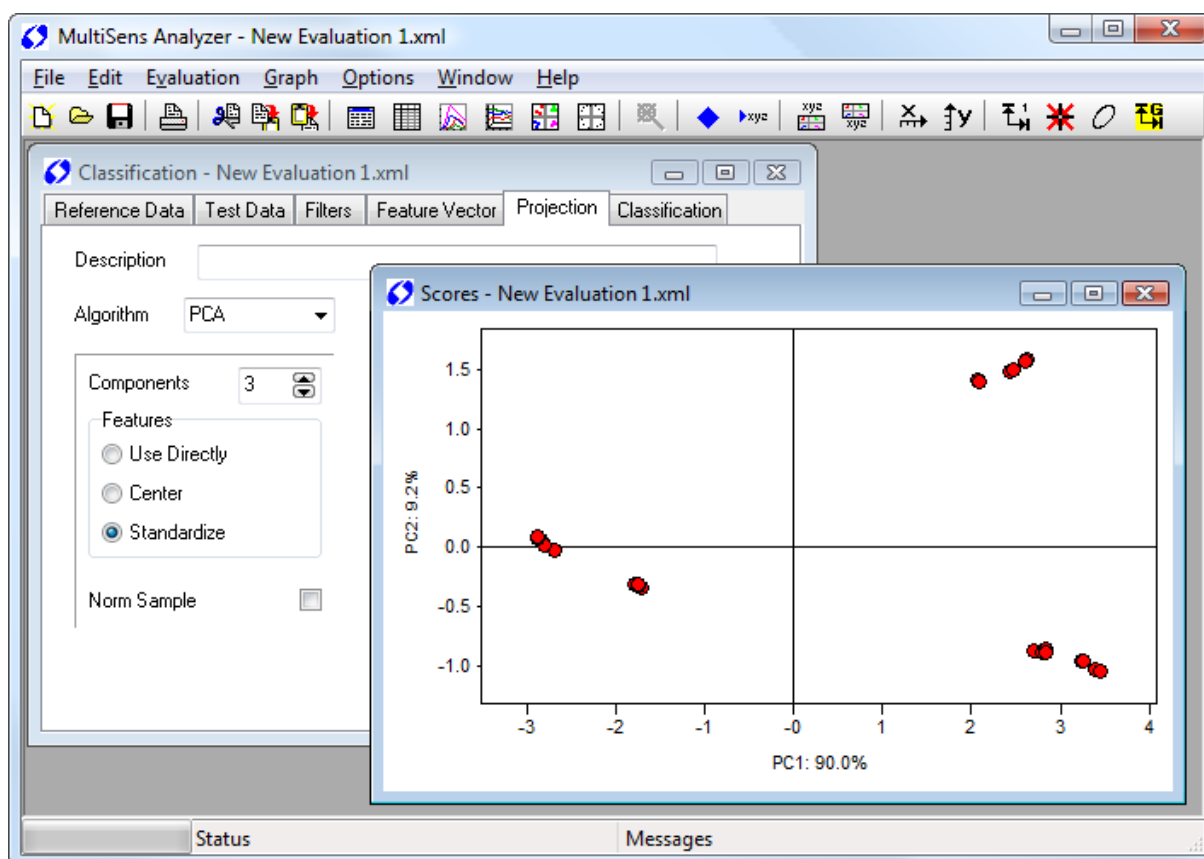 MultiSens Analyzer - New Evaluation 1.xml
File Edit Evaluation Graph Options Window Help
xyz xyz xyz X y 1 G
Classification - New Evaluation 1.xml
Reference Data Test Data Filters Feature Vector Projection Classification
Description
Algorithm PCA
Components 3
Features
Use Directly
Center
Standardize
Norm Sample
Scores - New Evaluation 1.xml
1.5
1.0
0.5
0.0
-0.5
-1.0
PC2: 9.2%
-3 -2 -1 -0 1 2 3 4
PC1: 90.0%
Status Messages